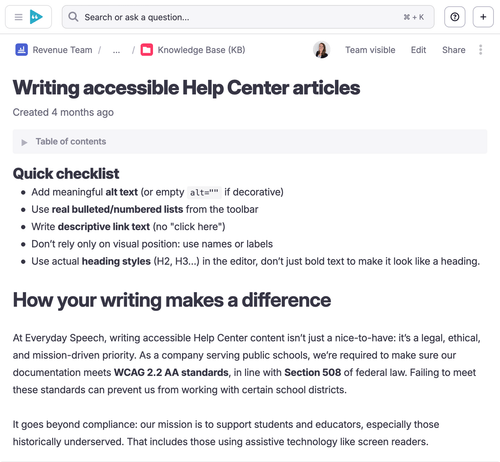 Search or ask a question...
⌘ + K
Revenue Team / ... / Knowledge Base (KB)
Team visible
Edit
Share
Writing accessible Help Center articles
Created 4 months ago
Table of contents
Quick checklist
Add meaningful alt text (or empty alt="" if decorative)
Use real bulleted/numbered lists from the toolbar
Write descriptive link text (no "click here")
Don’t rely only on visual position: use names or labels
Use actual heading styles (H2, H3...) in the editor, don’t just bold text to make it look like a heading.
How your writing makes a difference
At Everyday Speech, writing accessible Help Center content isn’t just a nice-to-have: it’s a legal, ethical,
and mission-driven priority. As a company serving public schools, we’re required to make sure our
documentation meets WCAG 2.2 AA standards, in line with Section 508 of federal law. Failing to meet
these standards can prevent us from working with certain school districts.
It goes beyond compliance: our mission is to support students and educators, especially those
historically underserved. That includes those using assistive technology like screen readers.